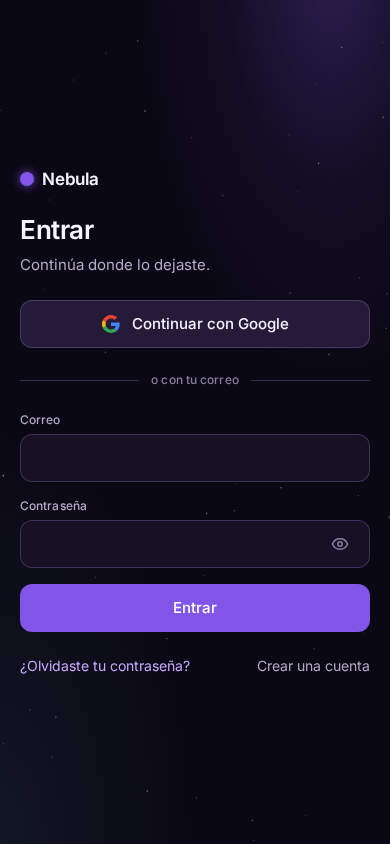 Nebula
Entrar
Continúa donde lo dejaste.
Continuar con Google
o con tu correo
Correo
Contraseña
Entrar
¿Olvidaste tu contraseña? Crear una cuenta